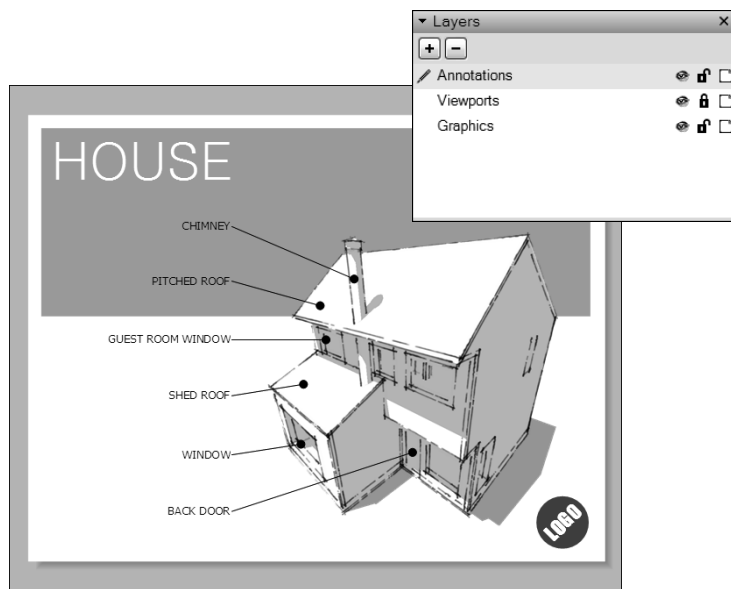 Layers
Annotations
Viewports
Graphics
HOUSE
CHIMNEY
PITCHED ROOF
GUEST ROOM WINDOW
SHED ROOF
WINDOW
BACK DOOR
LOGO